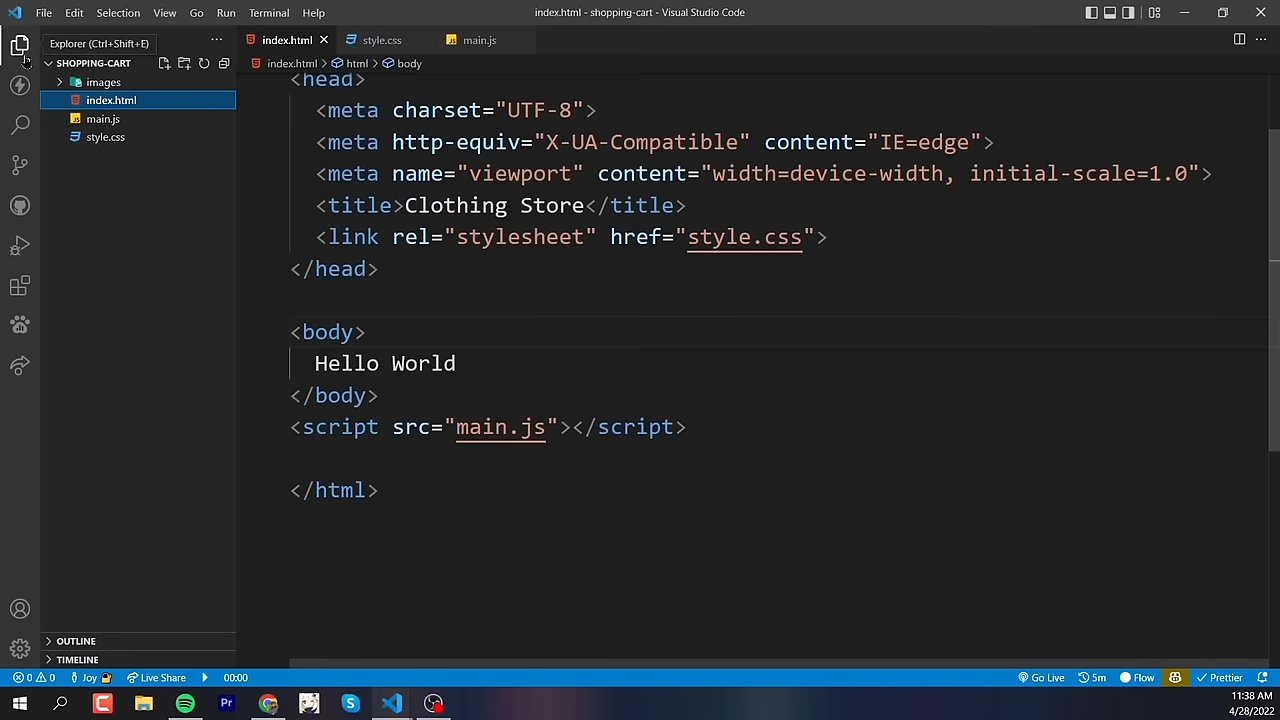 File Edit Selection View Go Run Terminal Help
index.html - shopping-cart - Visual Studio Code
Explorer (Ctrl+Shift+E)
SHOPPING-CART
images
index.html
main.js
style.css
OUTLINE
TIMELINE
index.html style.css main.js
index.html > html > body
<head>
<meta charset="UTF-8">
<meta http-equiv="X-UA-Compatible" content="IE=edge">
<meta name="viewport" content="width=device-width, initial-scale=1.0">
<title>Clothing Store</title>
<link rel="stylesheet" href="style.css">
</head>
<body>
Hello World
</body>
<script src="main.js"></script>
</html>
0 0 Joy Live Share 00:00 Go Live 5m Flow Prettier
Pr
11:38 AM
4/28/2022